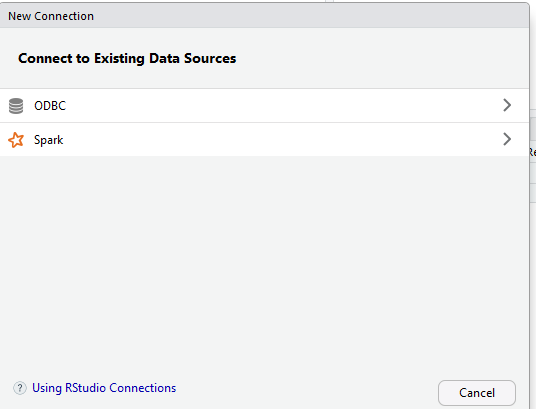 New Connection
Connect to Existing Data Sources
ODBC
Spark
? Using RStudio Connections
Cancel